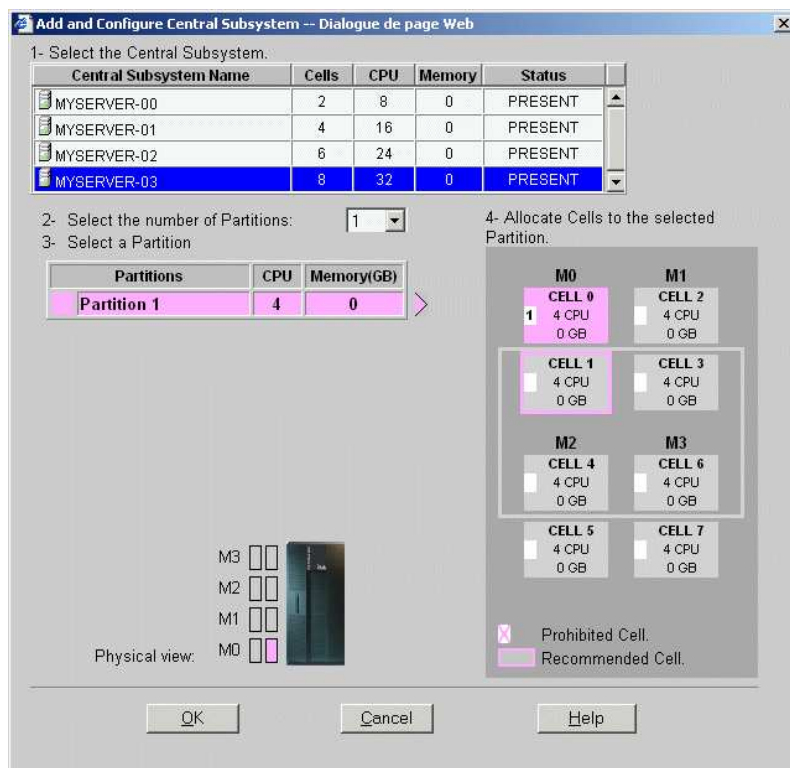 Add and Configure Central Subsystem -- Dialogue de page Web
1- Select the Central Subsystem.
Central Subsystem Name Cells CPU Memory Status
MYSERVER-00 2 8 0 PRESENT
MYSERVER-01 4 16 0 PRESENT
MYSERVER-02 6 24 0 PRESENT
MYSERVER-03 8 32 0 PRESENT
2- Select the number of Partitions: 1
3- Select a Partition
Partitions CPU Memory(GB)
Partition 1 4 0
4- Allocate Cells to the selected
Partition.
M0 M1
CELL 0 CELL 2
1 4 CPU 4 CPU
0 GB 0 GB
CELL 1 CELL 3
4 CPU 4 CPU
0 GB 0 GB
M2 M3
CELL 4 CELL 6
4 CPU 4 CPU
0 GB 0 GB
CELL 5 CELL 7
4 CPU 4 CPU
0 GB 0 GB
X Prohibited Cell.
Recommended Cell.
M3
M2
M1
Physical view: M0
OK Cancel Help